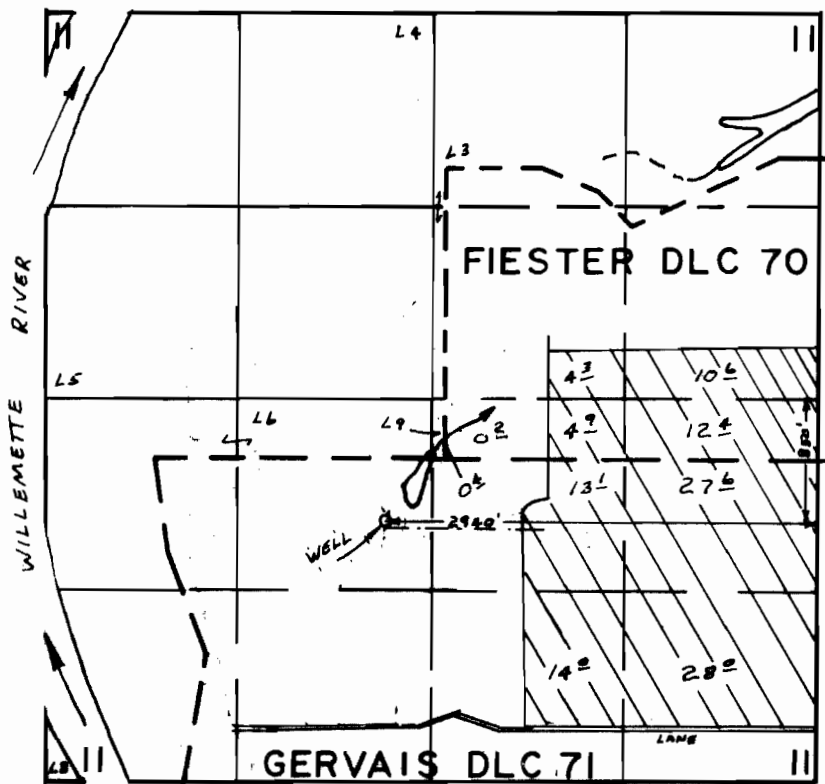 11 L4 11
L3
FIESTER DLC 70
WILLEMETTE RIVER
L5
4 3 10 6
L6 L9 0 2 4 9 12 4
850'
0 4 13 1 27 6
2940'
WELL
14 0 28 0
LANE
L8 11 GERVAIS DLC 71 11